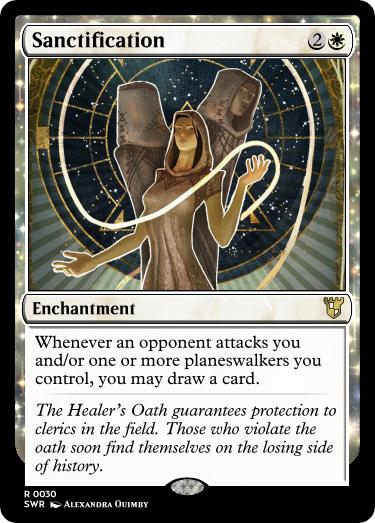 Sanctification 2
Enchantment
Whenever an opponent attacks you
and/or one or more planeswalkers you
control, you may draw a card.
The Healer's Oath guarantees protection to
clerics in the field. Those who violate the
oath soon find themselves on the losing side
of history.
R 0030
SWR Alexandra Quimby